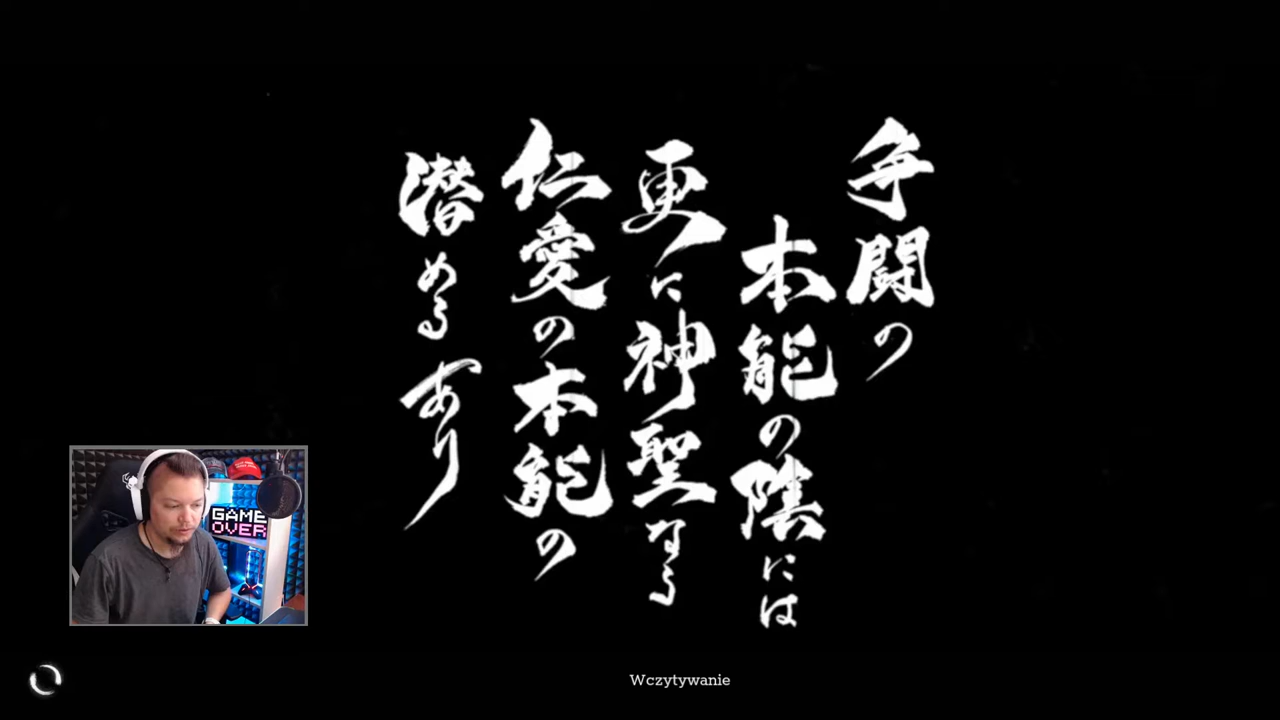 争闘の
本能の陰には
更に神聖なる
仁愛の本能の
潜めるあり
GAME
OVER
Wczytywanie